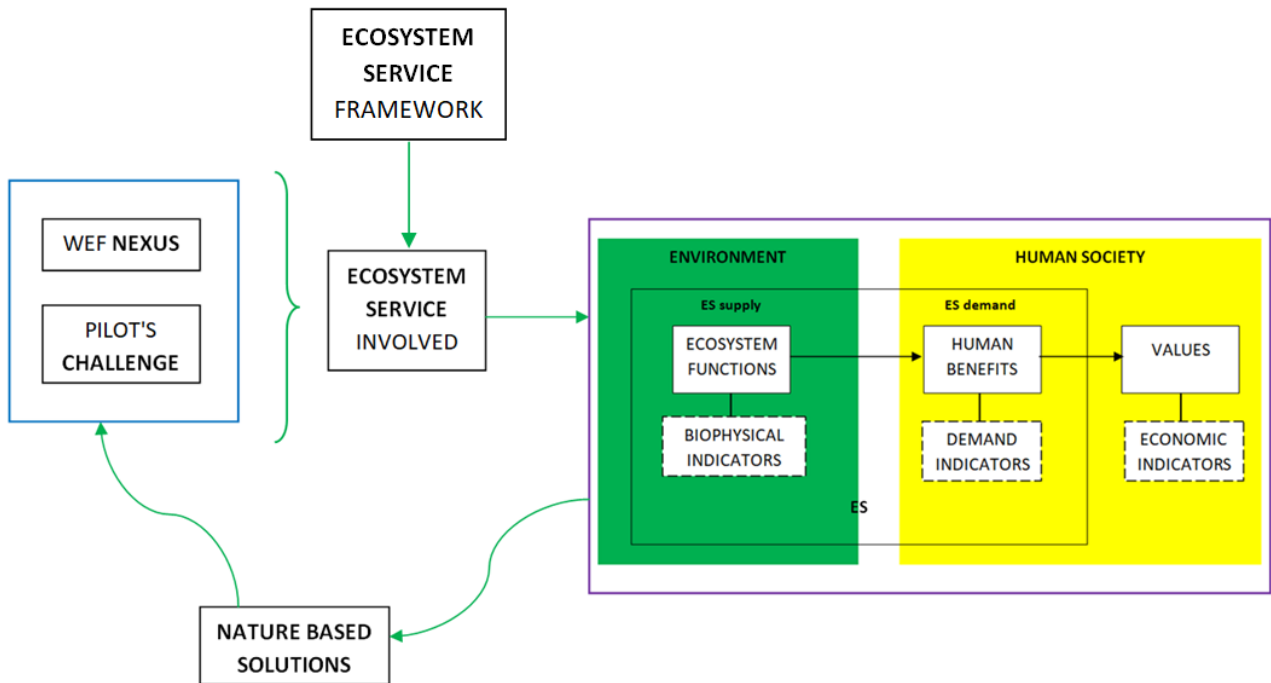 ECOSYSTEM
SERVICE
FRAMEWORK
WEF NEXUS
PILOT'S
CHALLENGE
ECOSYSTEM
SERVICE
INVOLVED
ENVIRONMENT
HUMAN SOCIETY
ES supply
ES demand
ECOSYSTEM
FUNCTIONS
HUMAN
BENEFITS
VALUES
BIOPHYSICAL
INDICATORS
DEMAND
INDICATORS
ECONOMIC
INDICATORS
ES
NATURE BASED
SOLUTIONS